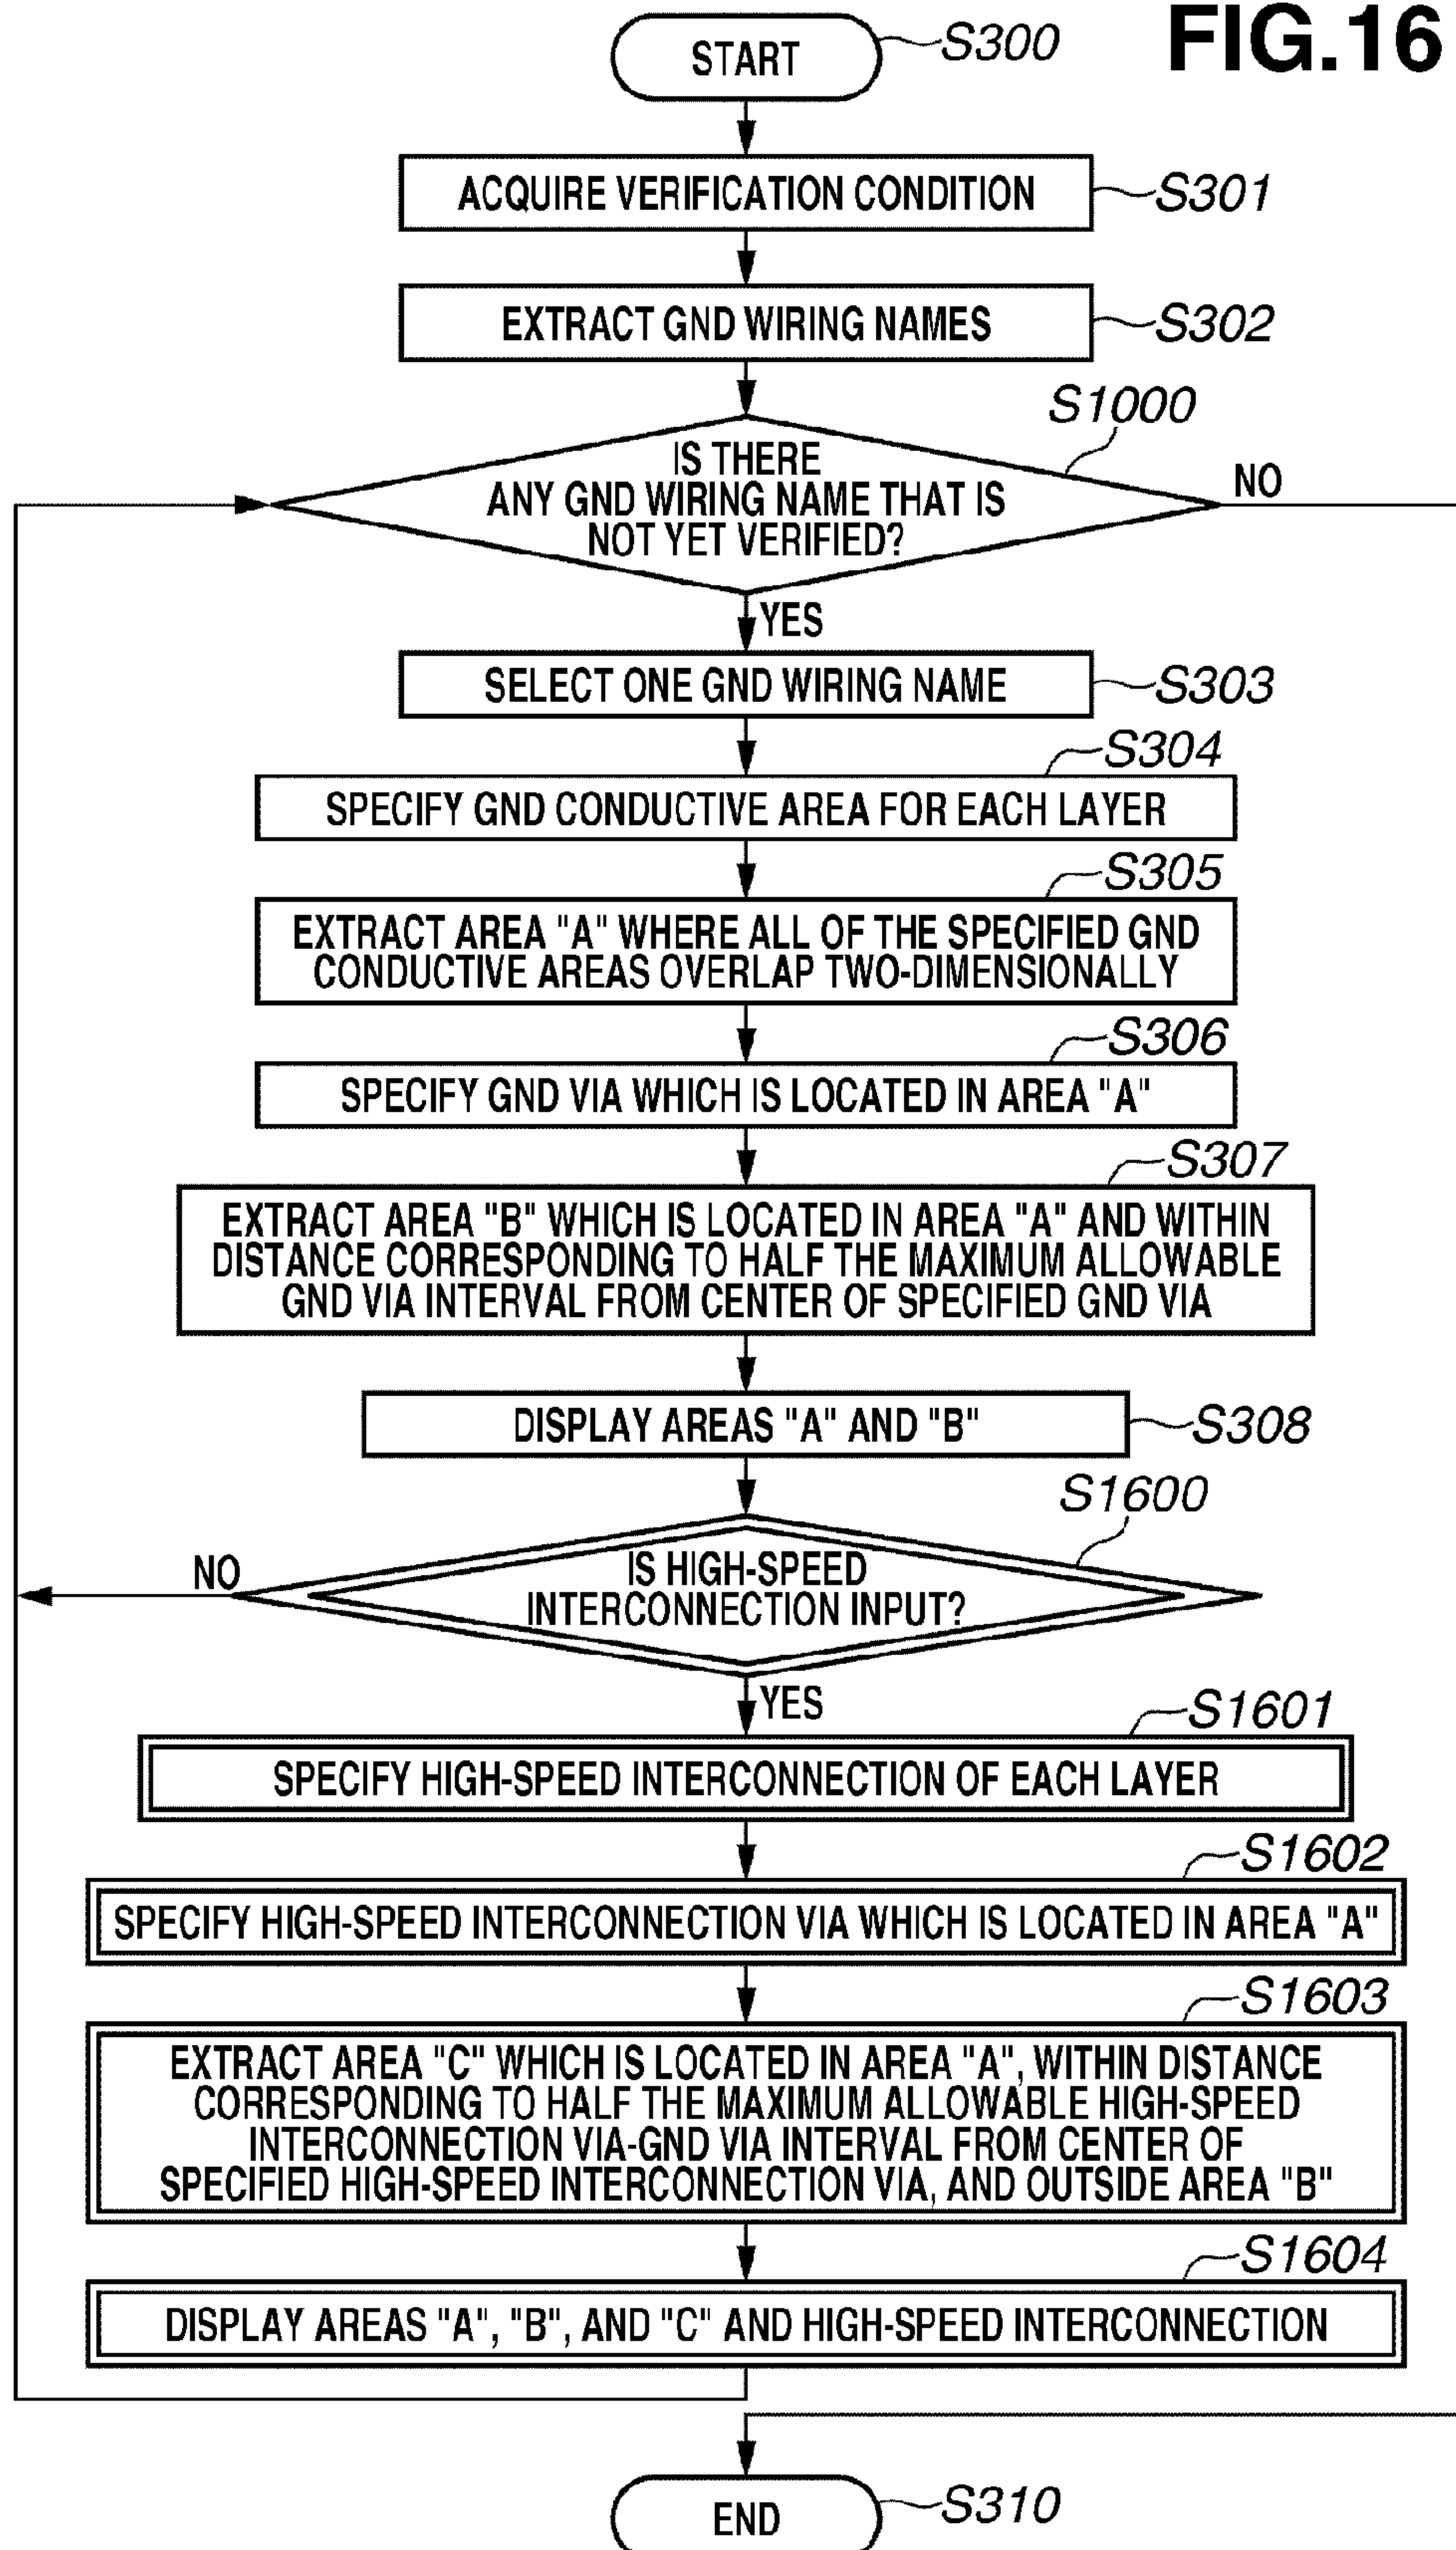 FIG.16
START
S300
ACQUIRE VERIFICATION CONDITION
S301
EXTRACT GND WIRING NAMES
S302
S1000
IS THERE
ANY GND WIRING NAME THAT IS
NOT YET VERIFIED?
NO
YES
SELECT ONE GND WIRING NAME
S303
S304
SPECIFY GND CONDUCTIVE AREA FOR EACH LAYER
S305
EXTRACT AREA "A" WHERE ALL OF THE SPECIFIED GND
CONDUCTIVE AREAS OVERLAP TWO-DIMENSIONALLY
S306
SPECIFY GND VIA WHICH IS LOCATED IN AREA "A"
S307
EXTRACT AREA "B" WHICH IS LOCATED IN AREA "A" AND WITHIN
DISTANCE CORRESPONDING TO HALF THE MAXIMUM ALLOWABLE
GND VIA INTERVAL FROM CENTER OF SPECIFIED GND VIA
DISPLAY AREAS "A" AND "B"
S308
S1600
NO
IS HIGH-SPEED
INTERCONNECTION INPUT?
YES
S1601
SPECIFY HIGH-SPEED INTERCONNECTION OF EACH LAYER
S1602
SPECIFY HIGH-SPEED INTERCONNECTION VIA WHICH IS LOCATED IN AREA "A"
S1603
EXTRACT AREA "C" WHICH IS LOCATED IN AREA "A", WITHIN DISTANCE
CORRESPONDING TO HALF THE MAXIMUM ALLOWABLE HIGH-SPEED
INTERCONNECTION VIA-GND VIA INTERVAL FROM CENTER OF
SPECIFIED HIGH-SPEED INTERCONNECTION VIA, AND OUTSIDE AREA "B"
S1604
DISPLAY AREAS "A", "B", AND "C" AND HIGH-SPEED INTERCONNECTION
END
S310